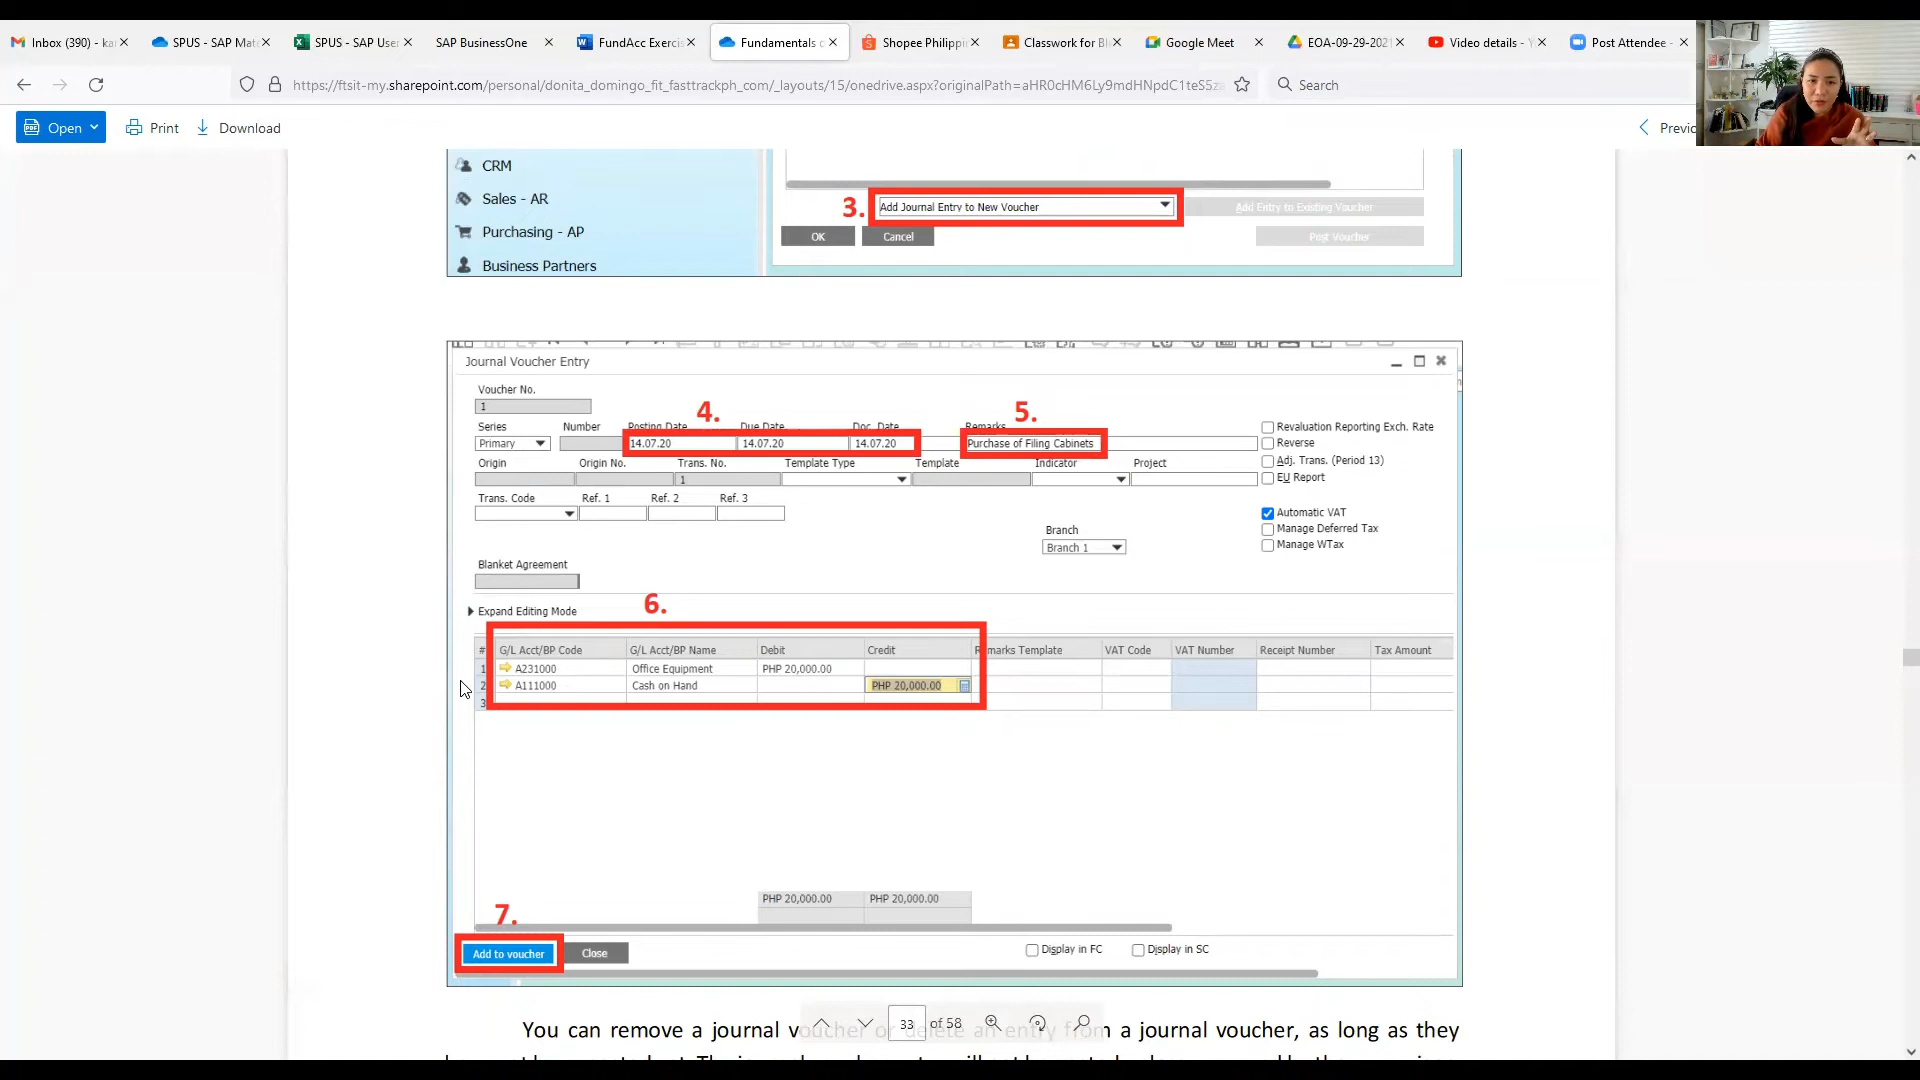 Inbox (390) - ka
SPUS - SAP Mat
SPUS - SAP User
SAP BusinessOne
FundAcc Exercis
Fundamentals o
Shopee Philippin
Classwork for Bl
Google Meet
EOA-09-29-2021
Video details - Y
Post Attendee -
https://ftsit-my.sharepoint.com/personal/donita_domingo_fit_fasttrackph_com/_layouts/15/onedrive.aspx?originalPath=aHR0cHM6Ly9mdHNpdC1teS5za
Search
Open
Print
Download
Previo
CRM
Sales - AR
Purchasing - AP
Business Partners
3.
Add Journal Entry to New Voucher
Add Entry to Existing Voucher
OK
Cancel
Post Voucher
Journal Voucher Entry
Voucher No.
1
4.
5.
Series
Number
Posting Date
Due Date
Doc. Date
Remarks
Primary
14.07.20
14.07.20
14.07.20
Purchase of Filing Cabinets
Origin
Origin No.
Trans. No.
Template Type
Template
Indicator
Project
1
Trans. Code
Ref. 1
Ref. 2
Ref. 3
Revaluation Reporting Exch. Rate
Reverse
Adj. Trans. (Period 13)
EU Report
Automatic VAT
Manage Deferred Tax
Manage WTax
Branch
Branch 1
Blanket Agreement
Expand Editing Mode
6.
# G/L Acct/BP Code G/L Acct/BP Name Debit Credit Remarks Template VAT Code VAT Number Receipt Number Tax Amount
1 A231000 Office Equipment PHP 20,000.00
2 A111000 Cash on Hand PHP 20,000.00
3
PHP 20,000.00 PHP 20,000.00
7.
Add to voucher
Close
Display in FC
Display in SC
33 of 58
You can remove a journal voucher or delete an entry from a journal voucher, as long as they